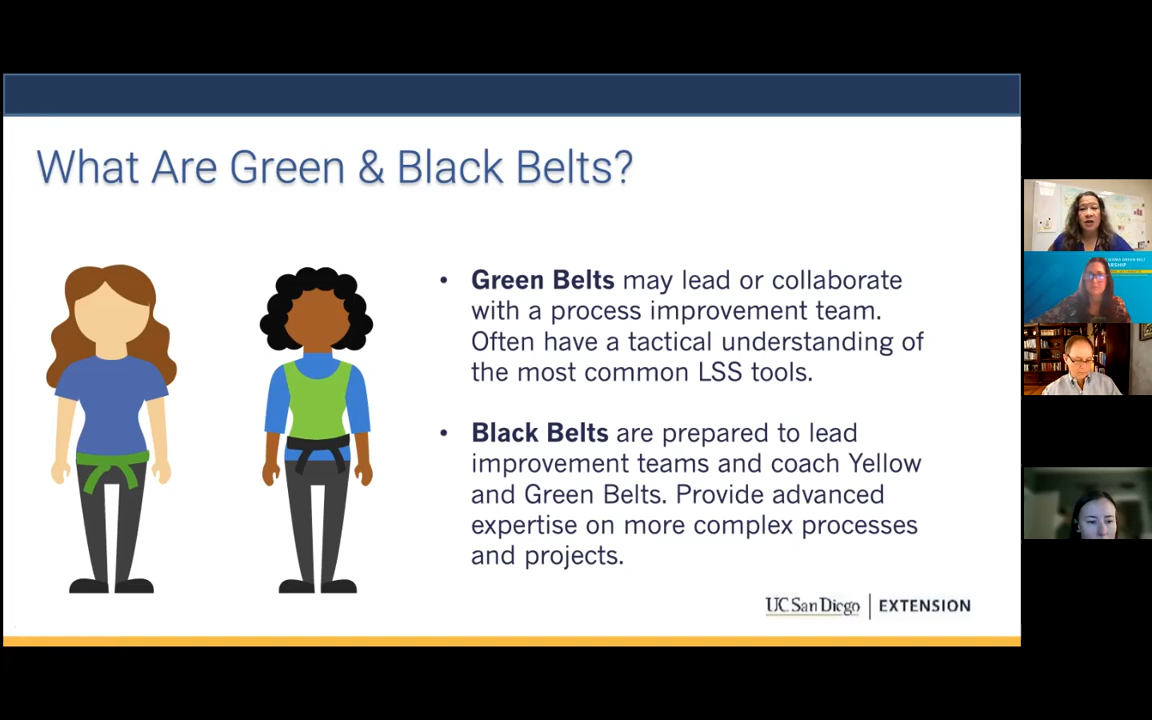 What Are Green & Black Belts?
• Green Belts may lead or collaborate
with a process improvement team.
Often have a tactical understanding of
the most common LSS tools.
• Black Belts are prepared to lead
improvement teams and coach Yellow
and Green Belts. Provide advanced
expertise on more complex processes
and projects.
UC San Diego | EXTENSION